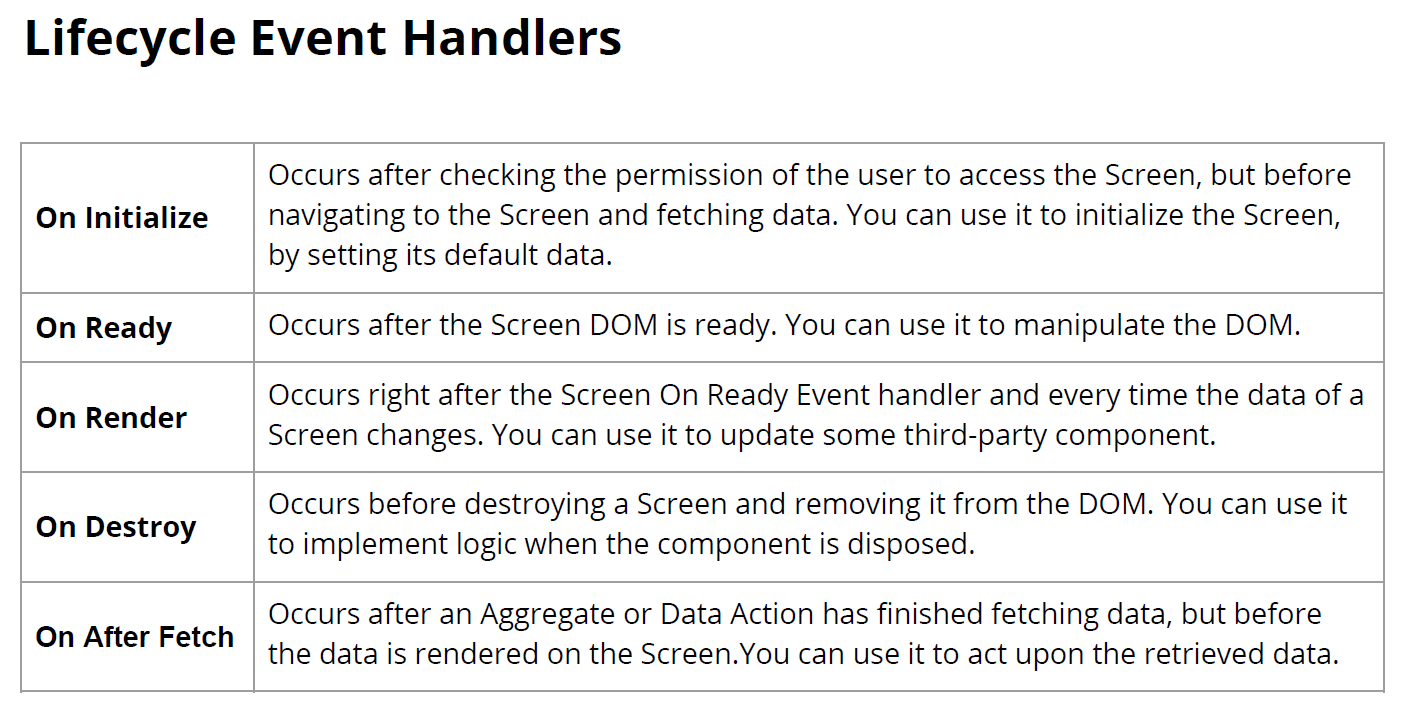 Lifecycle Event Handlers
On Initialize
Occurs after checking the permission of the user to access the Screen, but before
navigating to the Screen and fetching data. You can use it to initialize the Screen,
by setting its default data.
On Ready
Occurs after the Screen DOM is ready. You can use it to manipulate the DOM.
On Render
Occurs right after the Screen On Ready Event handler and every time the data of a
Screen changes. You can use it to update some third-party component.
On Destroy
Occurs before destroying a Screen and removing it from the DOM. You can use it
to implement logic when the component is disposed.
On After Fetch
Occurs after an Aggregate or Data Action has finished fetching data, but before
the data is rendered on the Screen.You can use it to act upon the retrieved data.